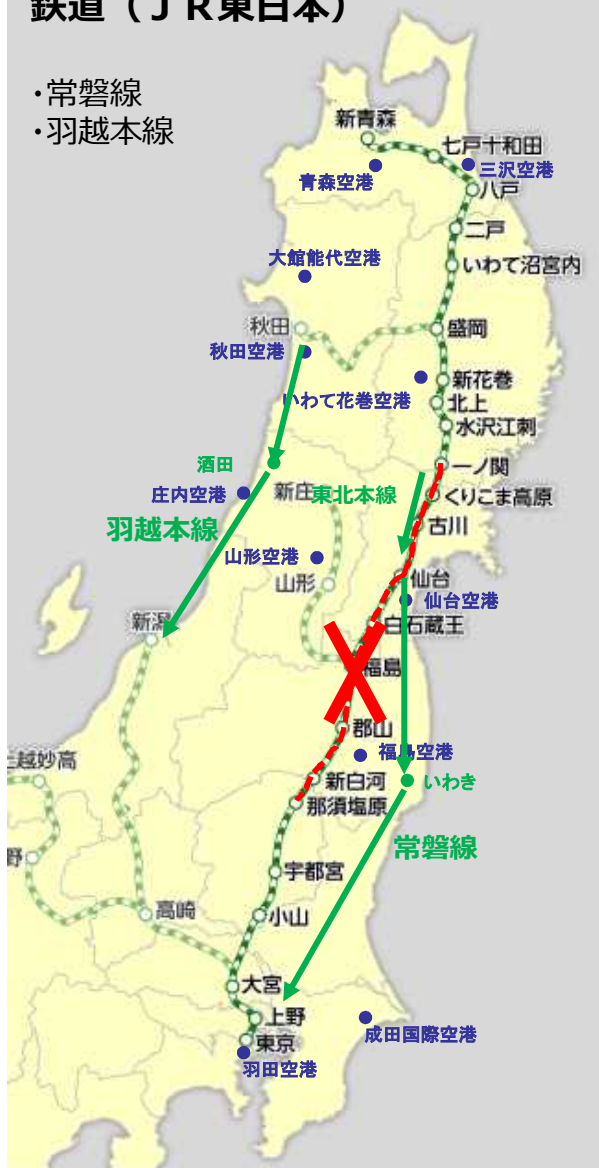 鉄道（ＪＲ東日本）
・常磐線
・羽越本線
新青森
七戸十和田
青森空港
三沢空港
八戸
二戸
大館能代空港
いわて沼宮内
秋田
盛岡
秋田空港
新花巻
いわて花巻空港
北上
水沢江刺
酒田
一ノ関
庄内空港
新庄
東北本線
くりこま高原
羽越本線
古川
山形空港
山形
仙台
仙台空港
新潟
白石蔵王
福島
郡山
福島空港
上越妙高
新白河
いわき
那須塩原
常磐線
野
宇都宮
高崎
小山
大宮
上野
成田国際空港
東京
羽田空港